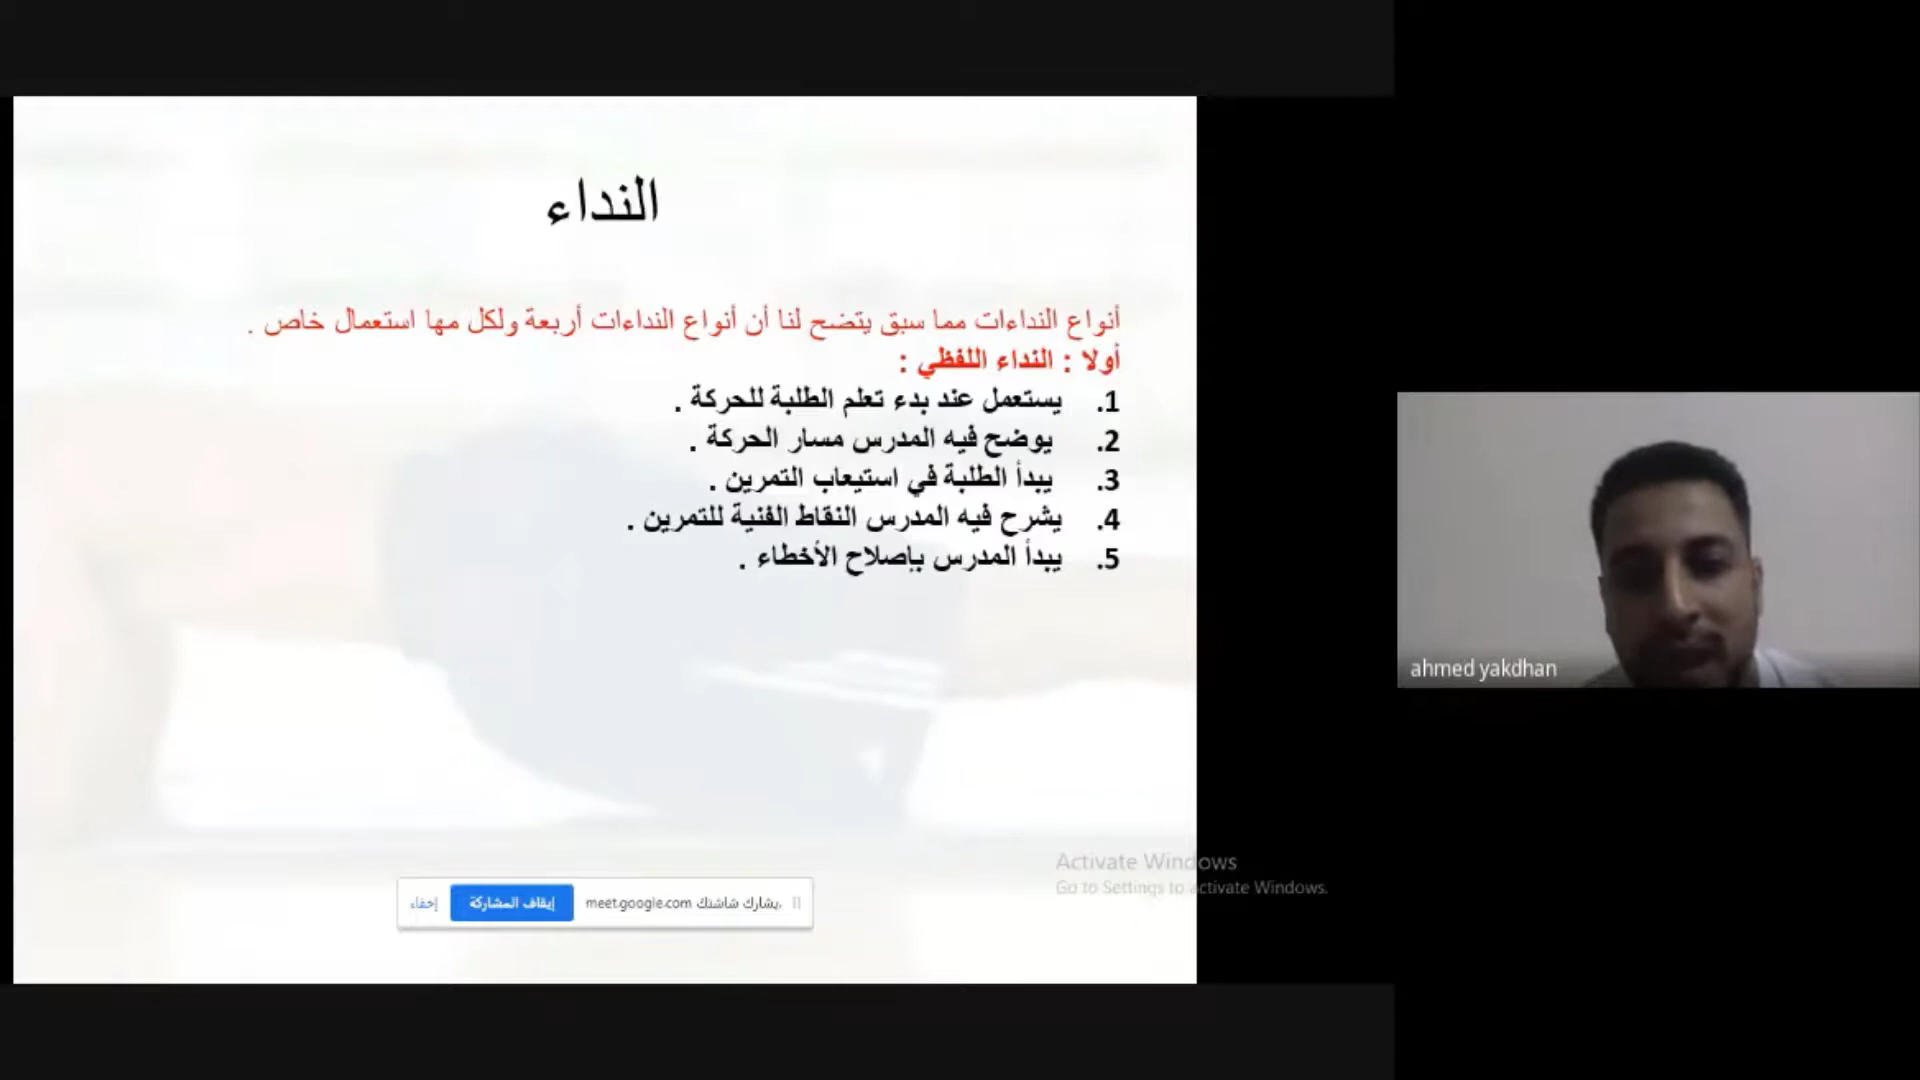 النداء
أنواع النداءات مما سبق يتضح لنا أن أنواع النداءات أربعة ولكل مها استعمال خاص .
أولا : النداء اللفظي :
1. يستعمل عند بدء تعلم الطلبة للحركة .
2. يوضح فيه المدرس مسار الحركة .
3. يبدأ الطلبة في استيعاب التمرين .
4. يشرح فيه المدرس النقاط الفنية للتمرين .
5. يبدأ المدرس بإصلاح الأخطاء .
ahmed yakdhan
Activate Windows
Go to Settings to activate Windows.
يشارك شاشتك meet.google.com.
إيقاف المشاركة
إخفاء